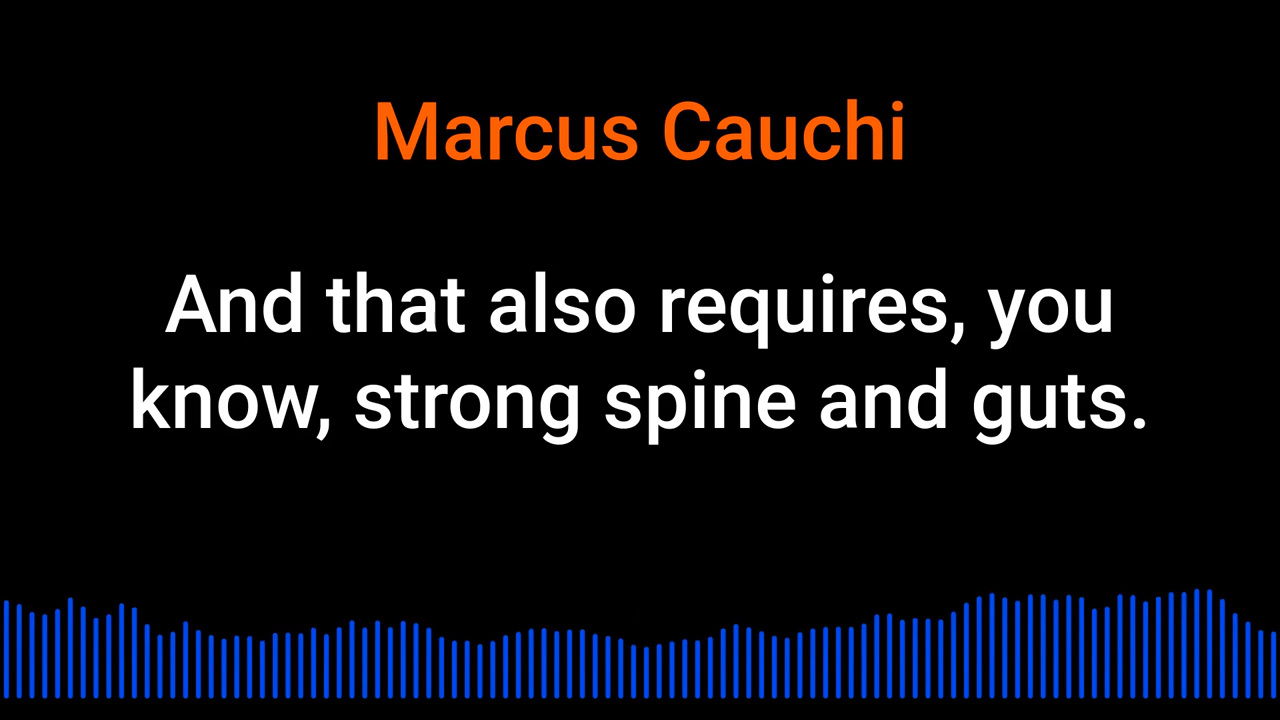 Marcus Cauchi
And that also requires, you
know, strong spine and guts.